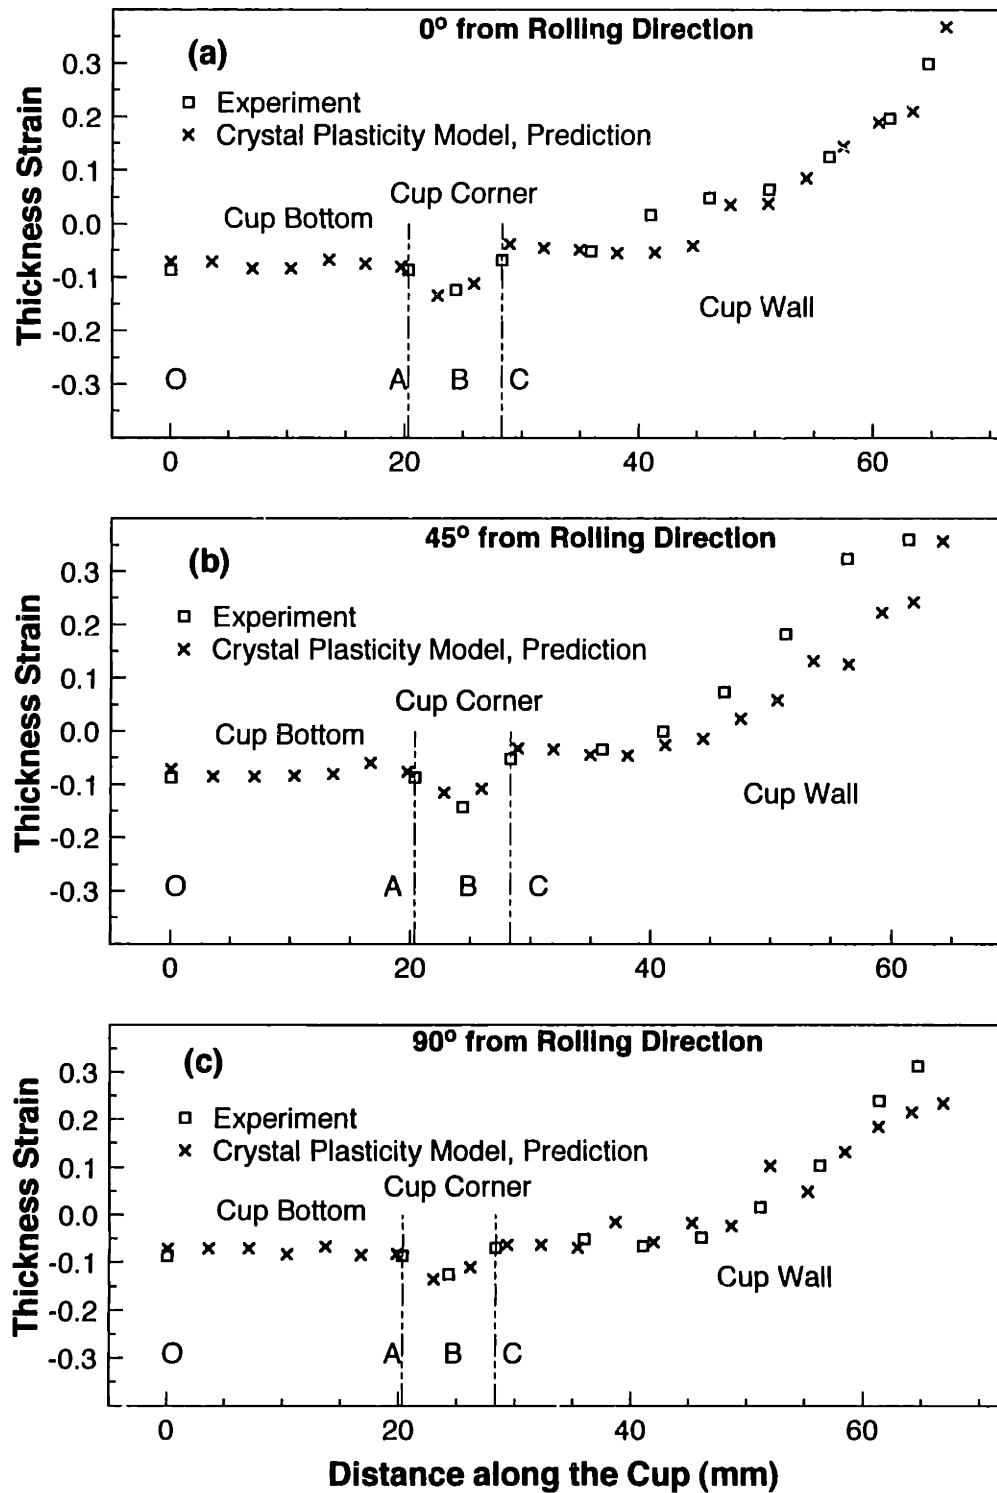 0° from Rolling Direction
(a)
Experiment
Crystal Plasticity Model, Prediction
Cup Corner
Cup Bottom
Cup Wall
O A B C
Thickness Strain
0.3
0.2
0.1
0.0
-0.1
-0.2
-0.3
0 20 40 60
45° from Rolling Direction
(b)
Experiment
Crystal Plasticity Model, Prediction
Cup Corner
Cup Bottom
Cup Wall
O A B C
Thickness Strain
0.3
0.2
0.1
0.0
-0.1
-0.2
-0.3
0 20 40 60
90° from Rolling Direction
(c)
Experiment
Crystal Plasticity Model, Prediction
Cup Corner
Cup Bottom
Cup Wall
O A B C
Thickness Strain
0.3
0.2
0.1
0.0
-0.1
-0.2
-0.3
0 20 40 60
Distance along the Cup (mm)